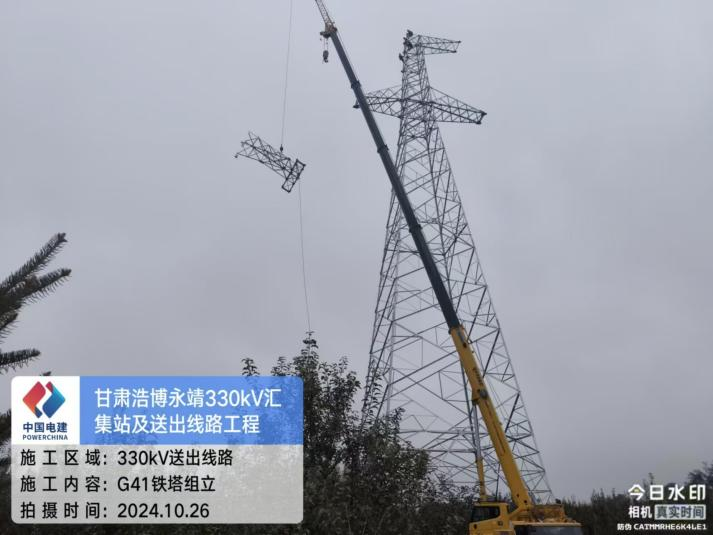 中国电建
POWERCHINA
甘肃浩博永靖330kV汇
集站及送出线路工程
施工区域：330kV送出线路
施工内容：G41铁塔组立
拍摄时间：2024.10.26
今日水印
相机 真实时间
防伪 CAIMMRHE6K4LE1